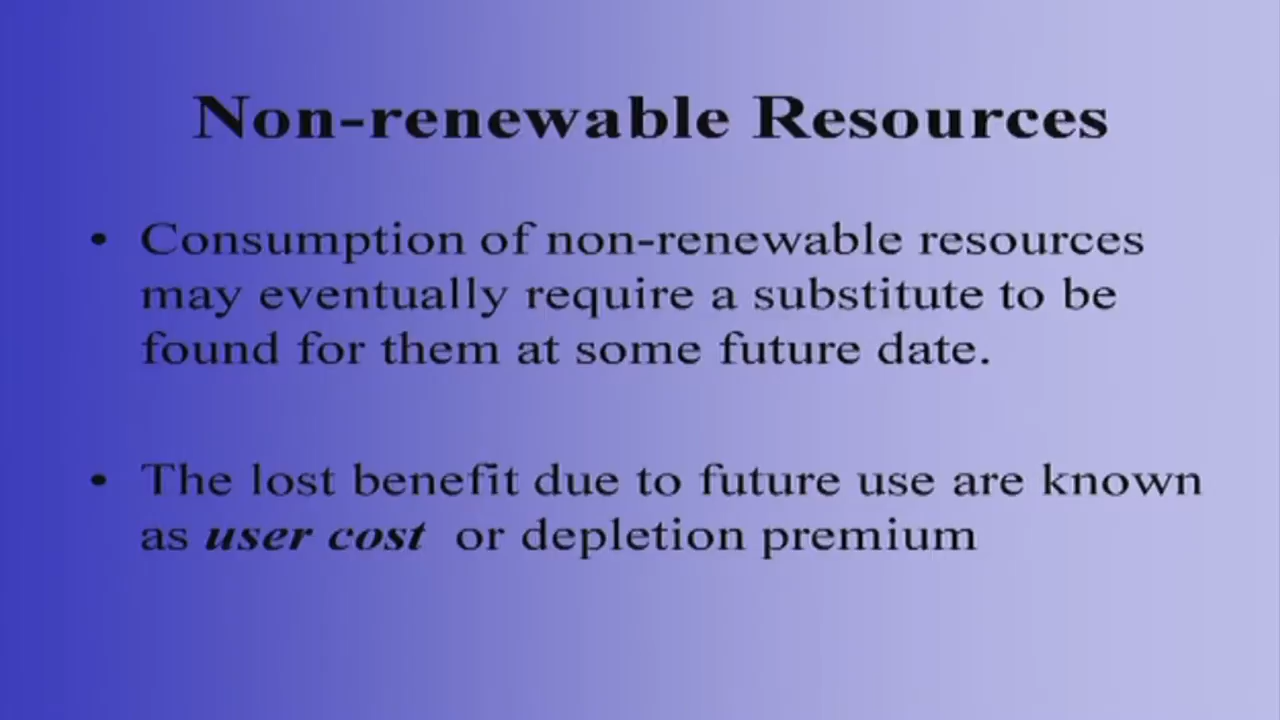 Non-renewable Resources
• Consumption of non-renewable resources
may eventually require a substitute to be
found for them at some future date.
• The lost benefit due to future use are known
as user cost or depletion premium